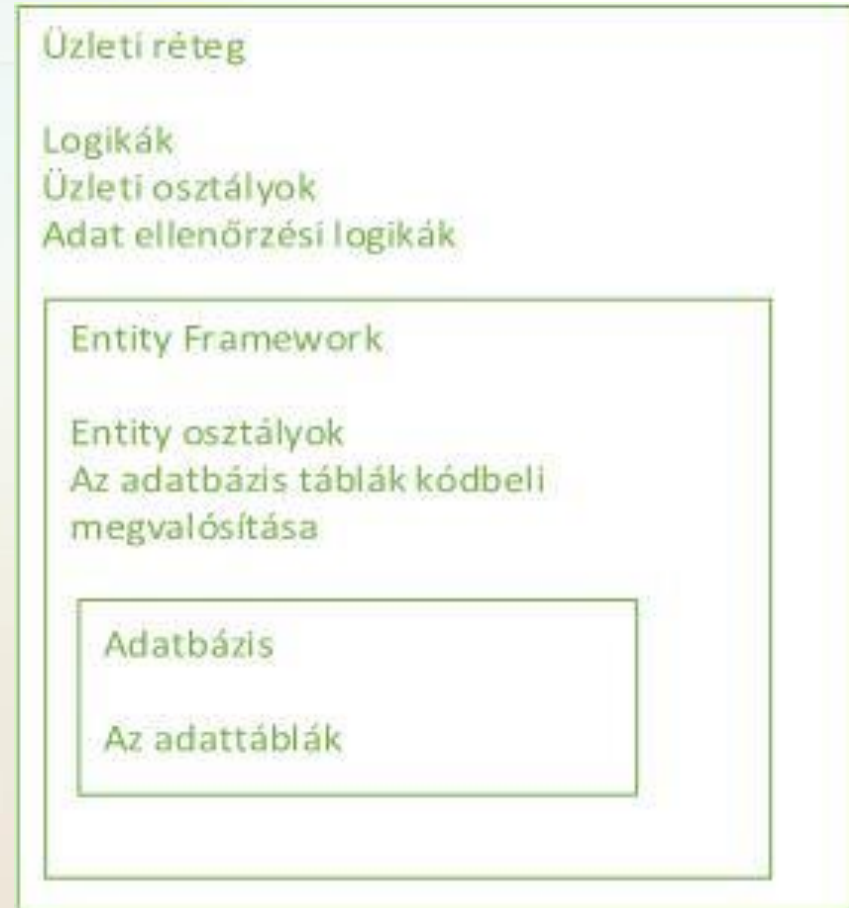 Üzleti réteg
Logikák
Üzleti osztályok
Adat ellenőrzési logikák
Entity Framework
Entity osztályok
Az adatbázis táblák kódbeli
megvalósítása
Adatbázis
Az adattáblák